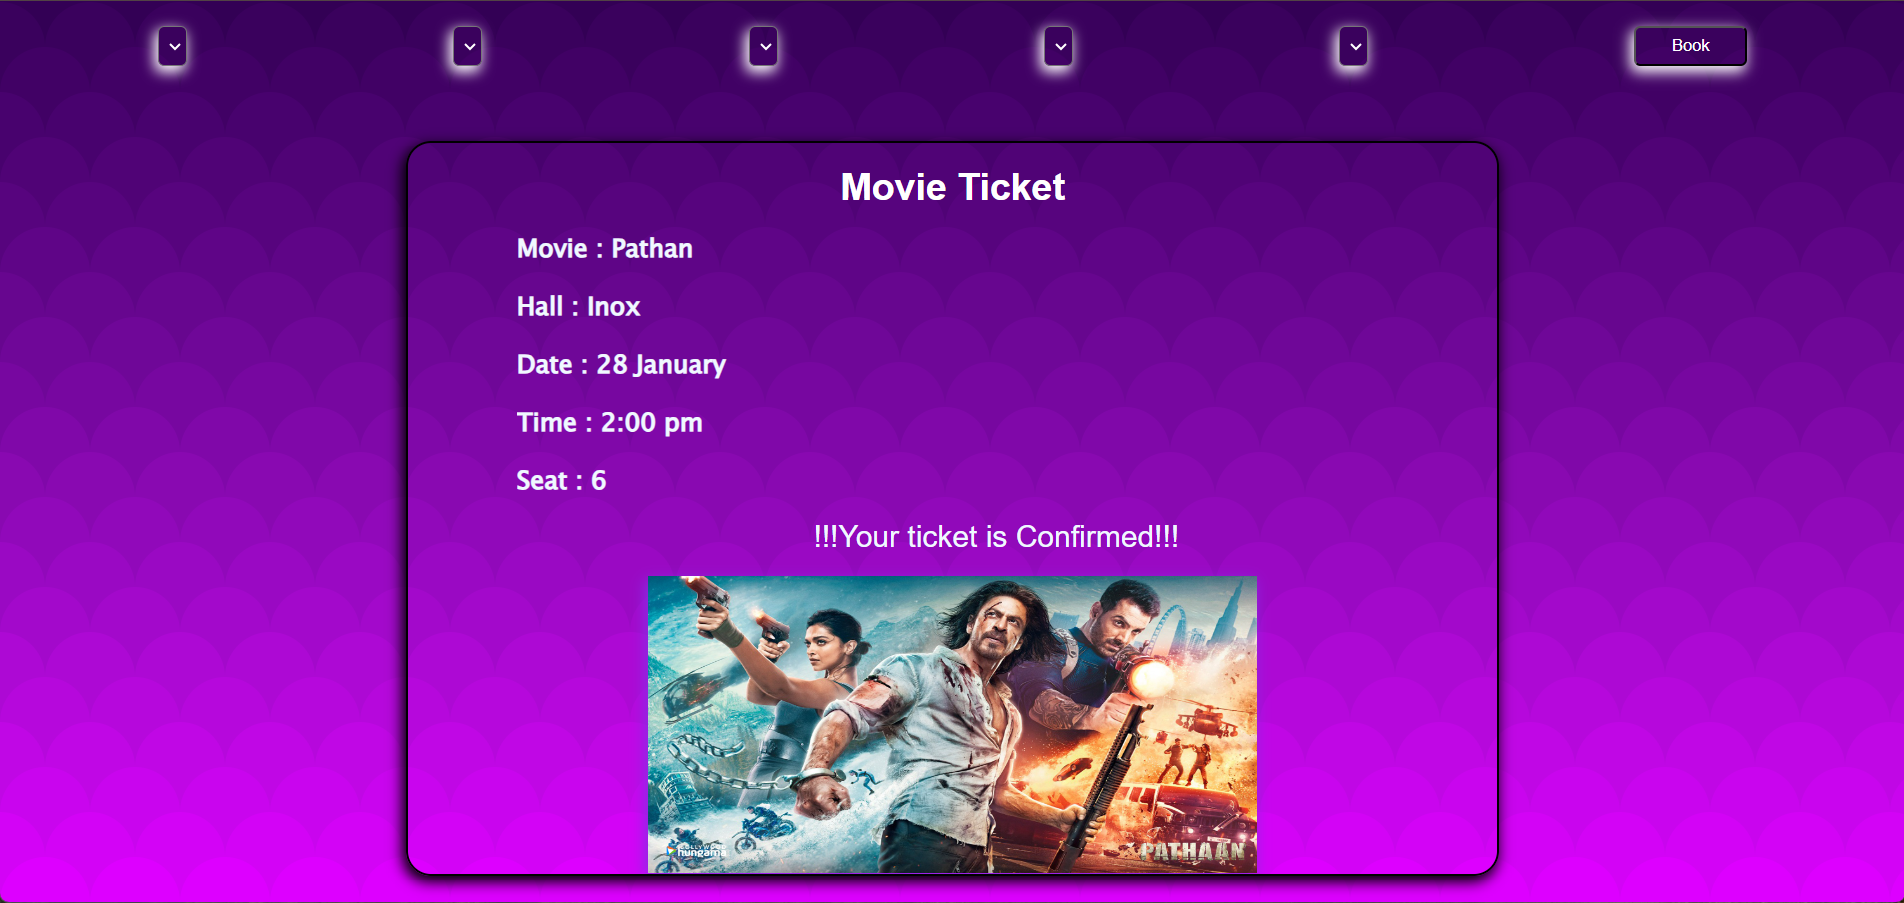 Book
Movie Ticket
Movie : Pathan
Hall : Inox
Date : 28 January
Time : 2:00 pm
Seat : 6
!!!Your ticket is Confirmed!!!
BOLLYWOOD
hungama
PATHAAN